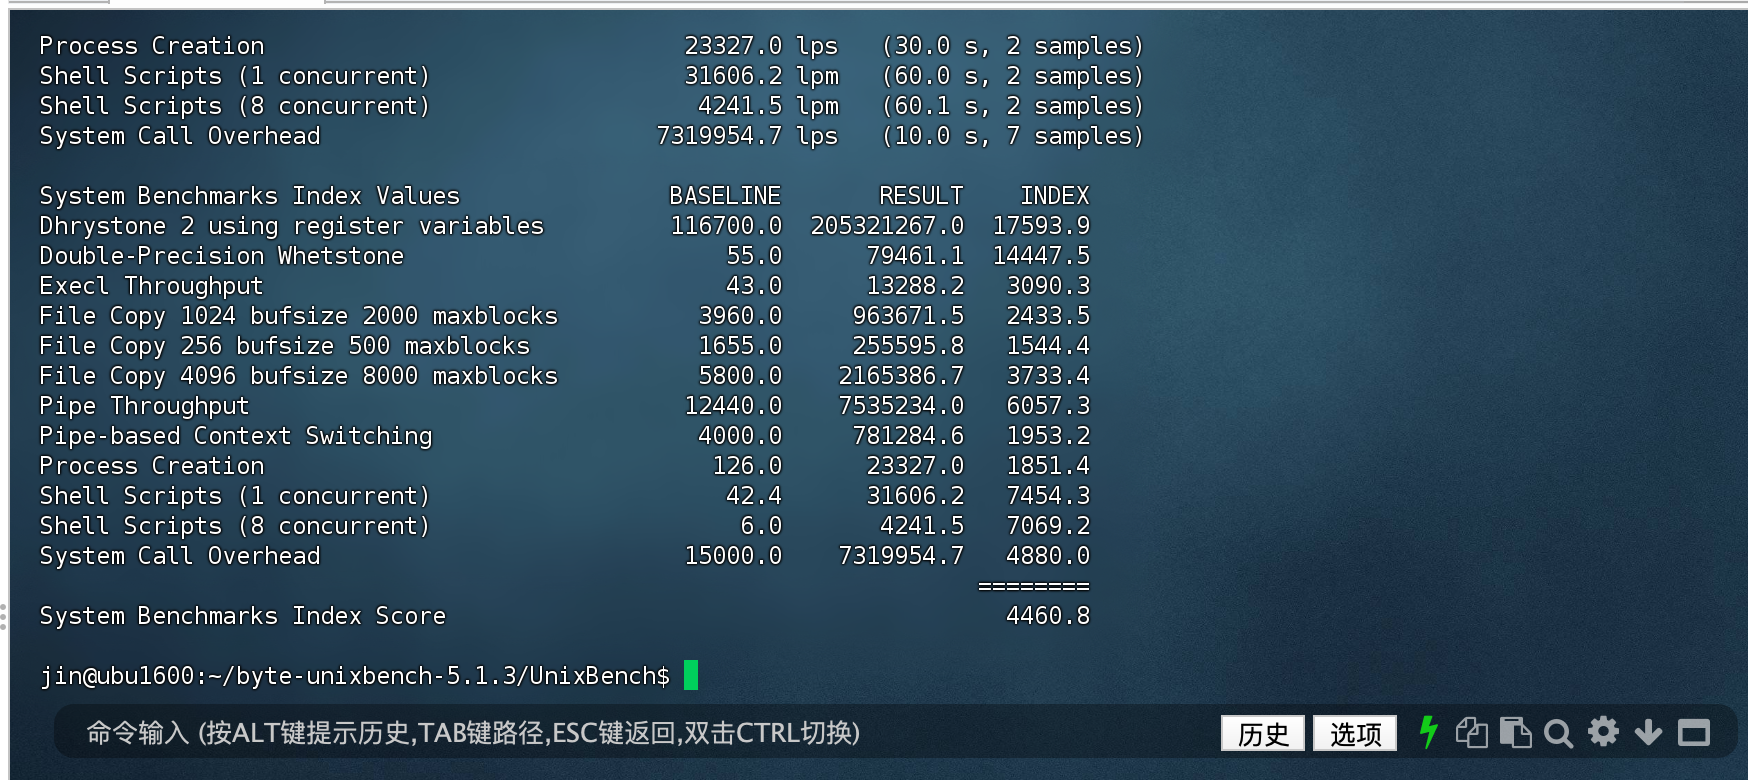 Process Creation 23327.0 lps (30.0 s, 2 samples)
Shell Scripts (1 concurrent) 31606.2 lpm (60.0 s, 2 samples)
Shell Scripts (8 concurrent) 4241.5 lpm (60.1 s, 2 samples)
System Call Overhead 7319954.7 lps (10.0 s, 7 samples)
System Benchmarks Index Values BASELINE RESULT INDEX
Dhrystone 2 using register variables 116700.0 205321267.0 17593.9
Double-Precision Whetstone 55.0 79461.1 14447.5
Execl Throughput 43.0 13288.2 3090.3
File Copy 1024 bufsize 2000 maxblocks 3960.0 963671.5 2433.5
File Copy 256 bufsize 500 maxblocks 1655.0 255595.8 1544.4
File Copy 4096 bufsize 8000 maxblocks 5800.0 2165386.7 3733.4
Pipe Throughput 12440.0 7535234.0 6057.3
Pipe-based Context Switching 4000.0 781284.6 1953.2
Process Creation 126.0 23327.0 1851.4
Shell Scripts (1 concurrent) 42.4 31606.2 7454.3
Shell Scripts (8 concurrent) 6.0 4241.5 7069.2
System Call Overhead 15000.0 7319954.7 4880.0
========
System Benchmarks Index Score 4460.8
jin@ubu1600:~/byte-unixbench-5.1.3/UnixBench$
命令输入 (按ALT键提示历史,TAB键路径,ESC键返回,双击CTRL切换) 历史 选项